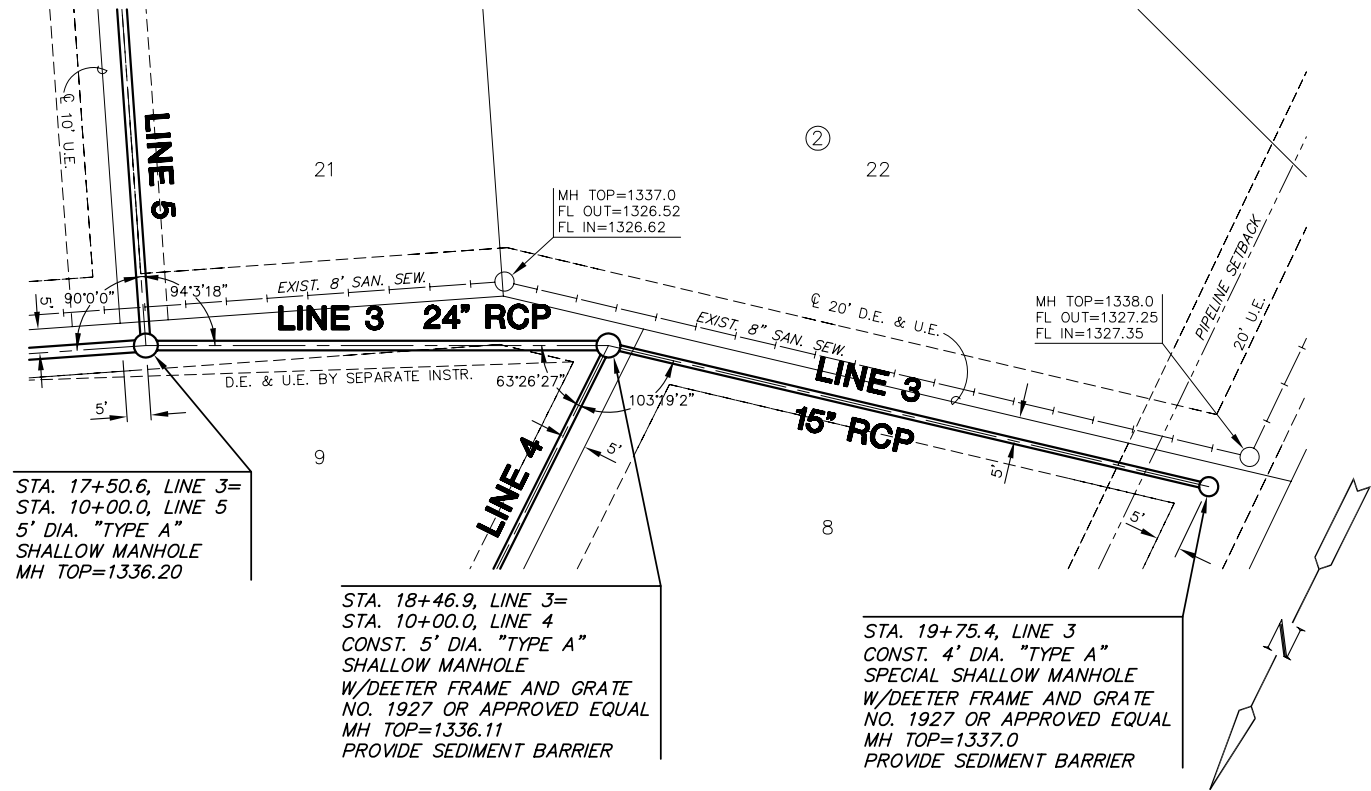 ℄ 10' U.E.
LINE 5
21
②
22
MH TOP=1337.0
FL OUT=1326.52
FL IN=1326.62
PIPELINE SETBACK
20' U.E.
5'
90°0'0"
94°3'18"
EXIST. 8' SAN. SEW.
LINE 3 24" RCP
℄ 20' D.E. & U.E.
MH TOP=1338.0
FL OUT=1327.25
FL IN=1327.35
EXIST. 8" SAN. SEW.
LINE 3
15" RCP
D.E. & U.E. BY SEPARATE INSTR.
63°26'27"
103°19'2"
5'
LINE 4
5'
5'
5'
9
8
STA. 17+50.6, LINE 3=
STA. 10+00.0, LINE 5
5' DIA. "TYPE A"
SHALLOW MANHOLE
MH TOP=1336.20
STA. 18+46.9, LINE 3=
STA. 10+00.0, LINE 4
CONST. 5' DIA. "TYPE A"
SHALLOW MANHOLE
W/DEETER FRAME AND GRATE
NO. 1927 OR APPROVED EQUAL
MH TOP=1336.11
PROVIDE SEDIMENT BARRIER
STA. 19+75.4, LINE 3
CONST. 4' DIA. "TYPE A"
SPECIAL SHALLOW MANHOLE
W/DEETER FRAME AND GRATE
NO. 1927 OR APPROVED EQUAL
MH TOP=1337.0
PROVIDE SEDIMENT BARRIER
N